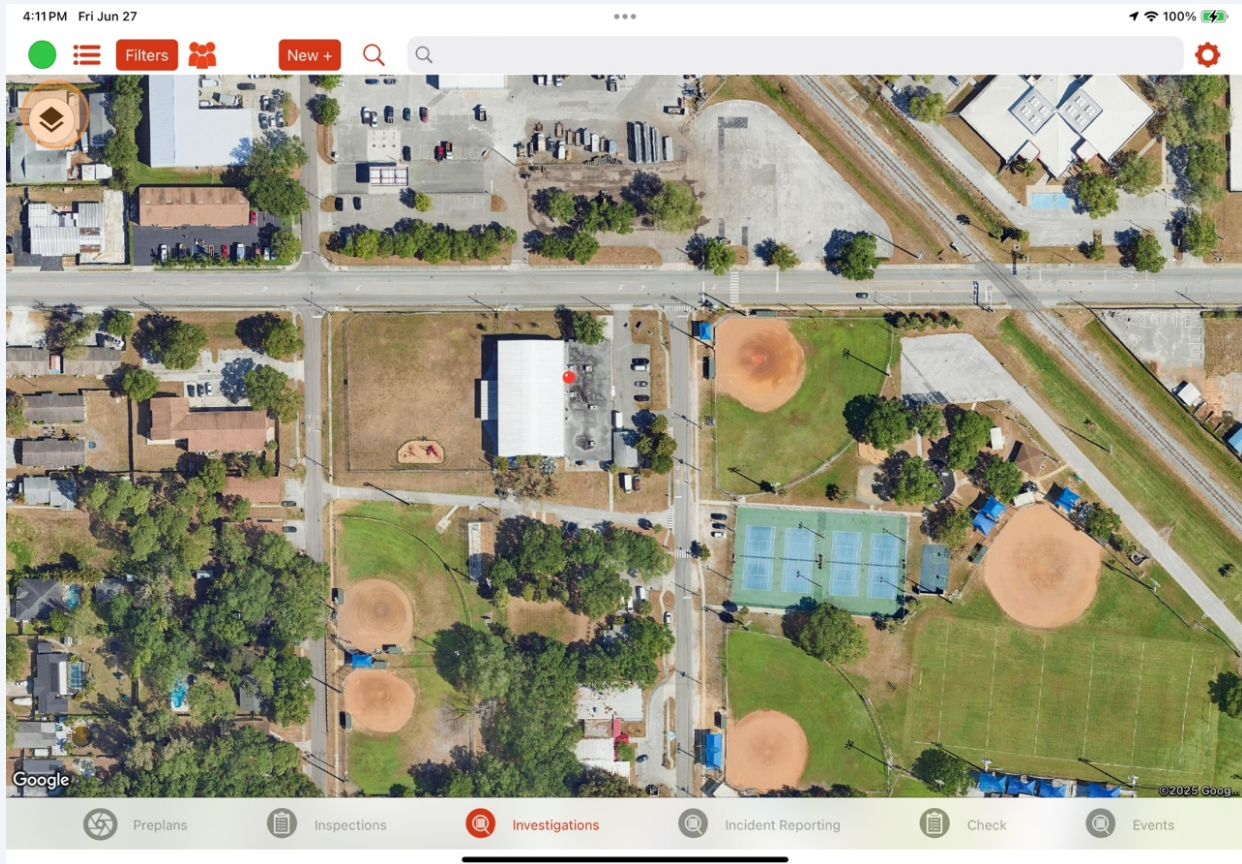 4:11 PM Fri Jun 27
100%
Filters
New +
Google
©2025 Goog...
Preplans
Inspections
Investigations
Incident Reporting
Check
Events